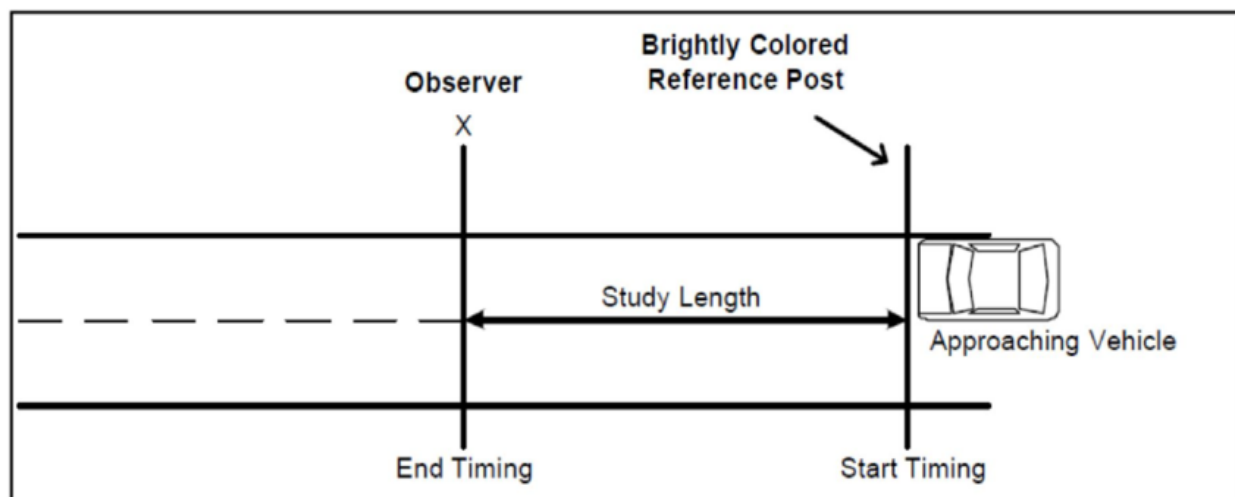 Brightly Colored
Reference Post
Observer
X
Study Length
Approaching Vehicle
End Timing
Start Timing